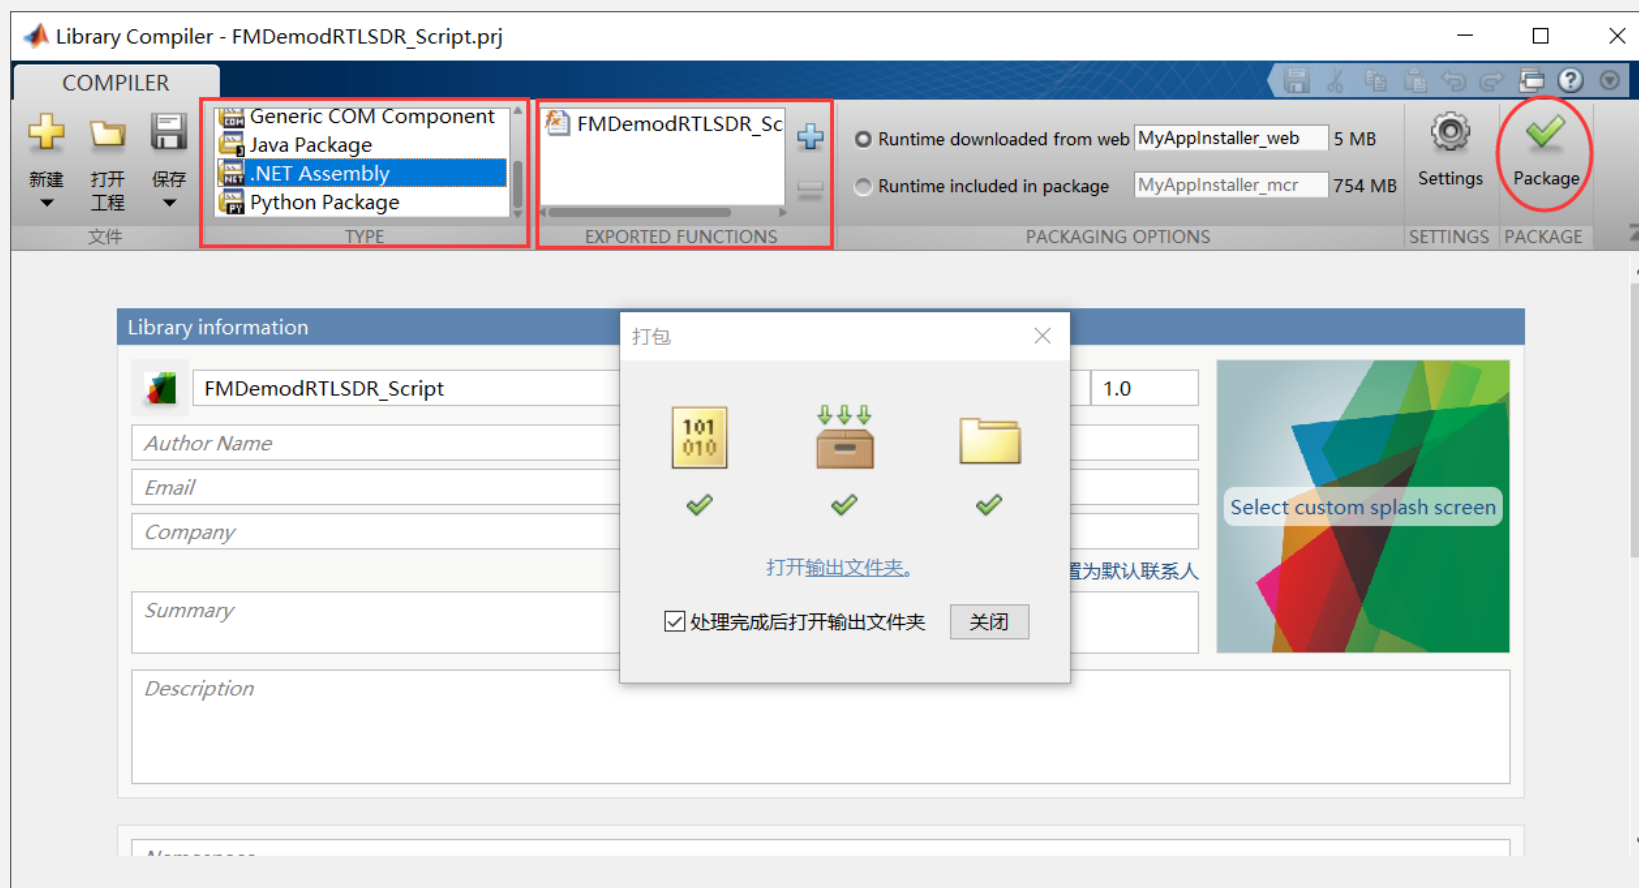 Library Compiler - FMDemodRTLSDR_Script.prj
COMPILER
新建
打开
工程
保存
文件
Generic COM Component
Java Package
.NET Assembly
Python Package
TYPE
FMDemodRTLSDR_Sc
EXPORTED FUNCTIONS
Runtime downloaded from web MyAppInstaller_web 5 MB
Runtime included in package MyAppInstaller_mcr 754 MB
PACKAGING OPTIONS
Settings
SETTINGS
Package
PACKAGE
Library information
FMDemodRTLSDR_Script
1.0
Author Name
Email
Company
置为默认联系人
Summary
Description
Select custom splash screen
打包
101
010
打开输出文件夹。
处理完成后打开输出文件夹
关闭